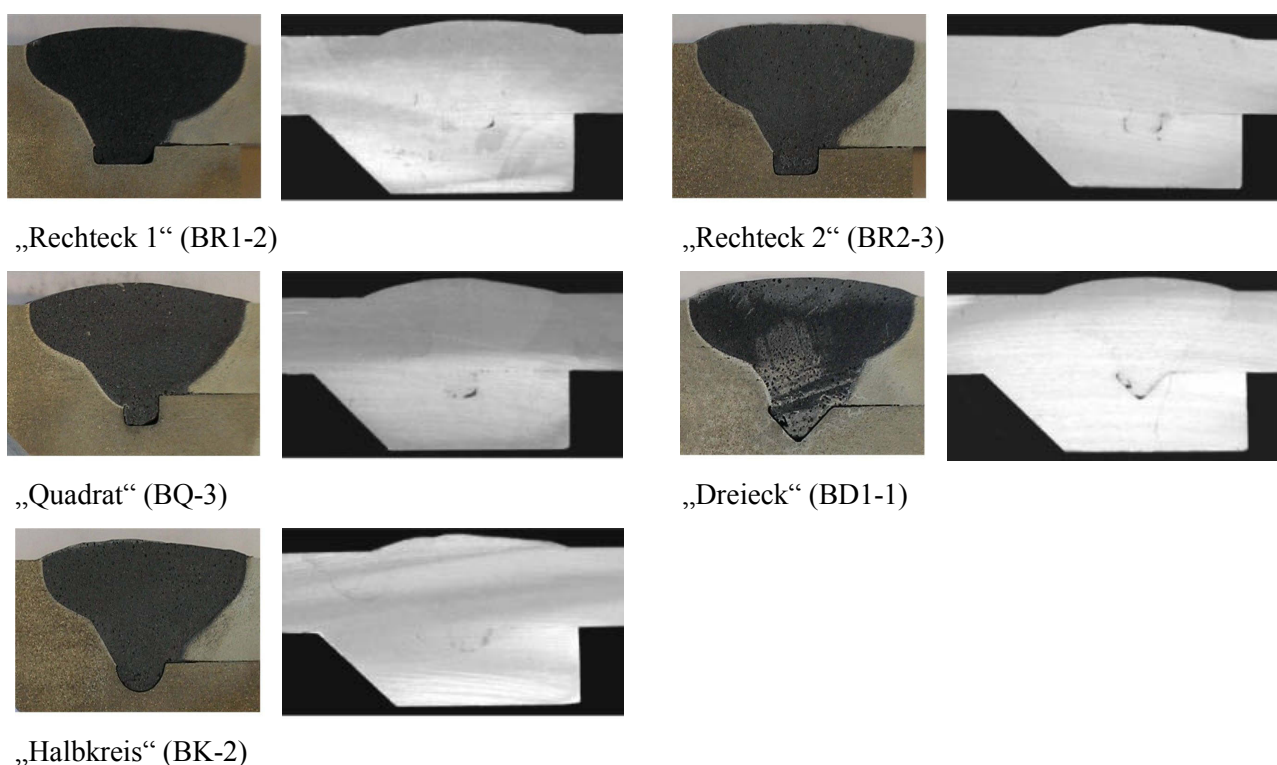 „Rechteck 1“ (BR1-2)
„Rechteck 2“ (BR2-3)
„Quadrat“ (BQ-3)
„Dreieck“ (BD1-1)
„Halbkreis“ (BK-2)